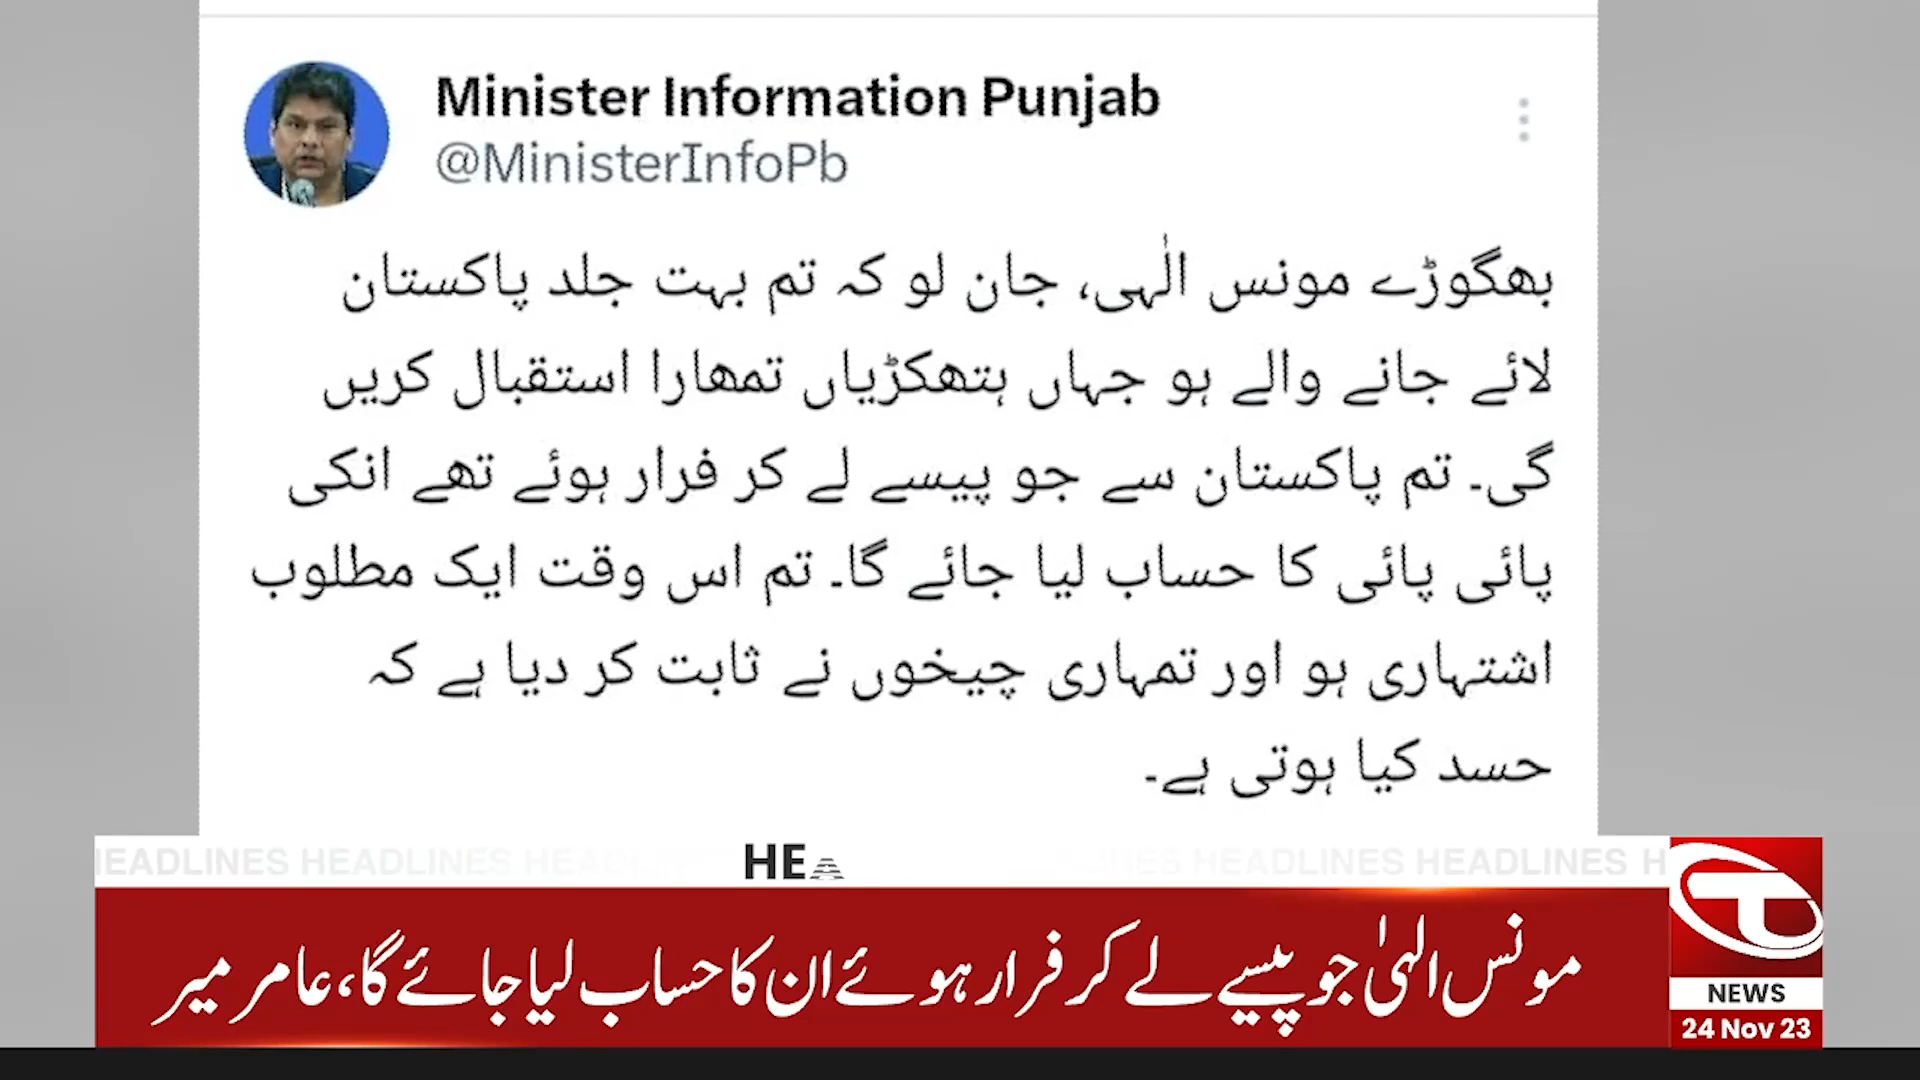 Minister Information Punjab
@MinisterInfoPb
بھگوڑے مونس الٰہی، جان لو کہ تم بہت جلد پاکستان
لائے جانے والے ہو جہاں ہتھکڑیاں تمھارا استقبال کریں
گی۔ تم پاکستان سے جو پیسے لے کر فرار ہوئے تھے انکی
پائی پائی کا حساب لیا جائے گا۔ تم اس وقت ایک مطلوب
اشتہاری ہو اور تمہاری چیخوں نے ثابت کر دیا ہے کہ
حسد کیا ہوتی ہے۔
HEADLINES HEADLINES HEADLINES HEADLINES
HEA
مونس الہیٰ جو پیسے لے کر فرار ہوئے ان کا حساب لیا جائے گا، عامر میر
NEWS
24 Nov 23